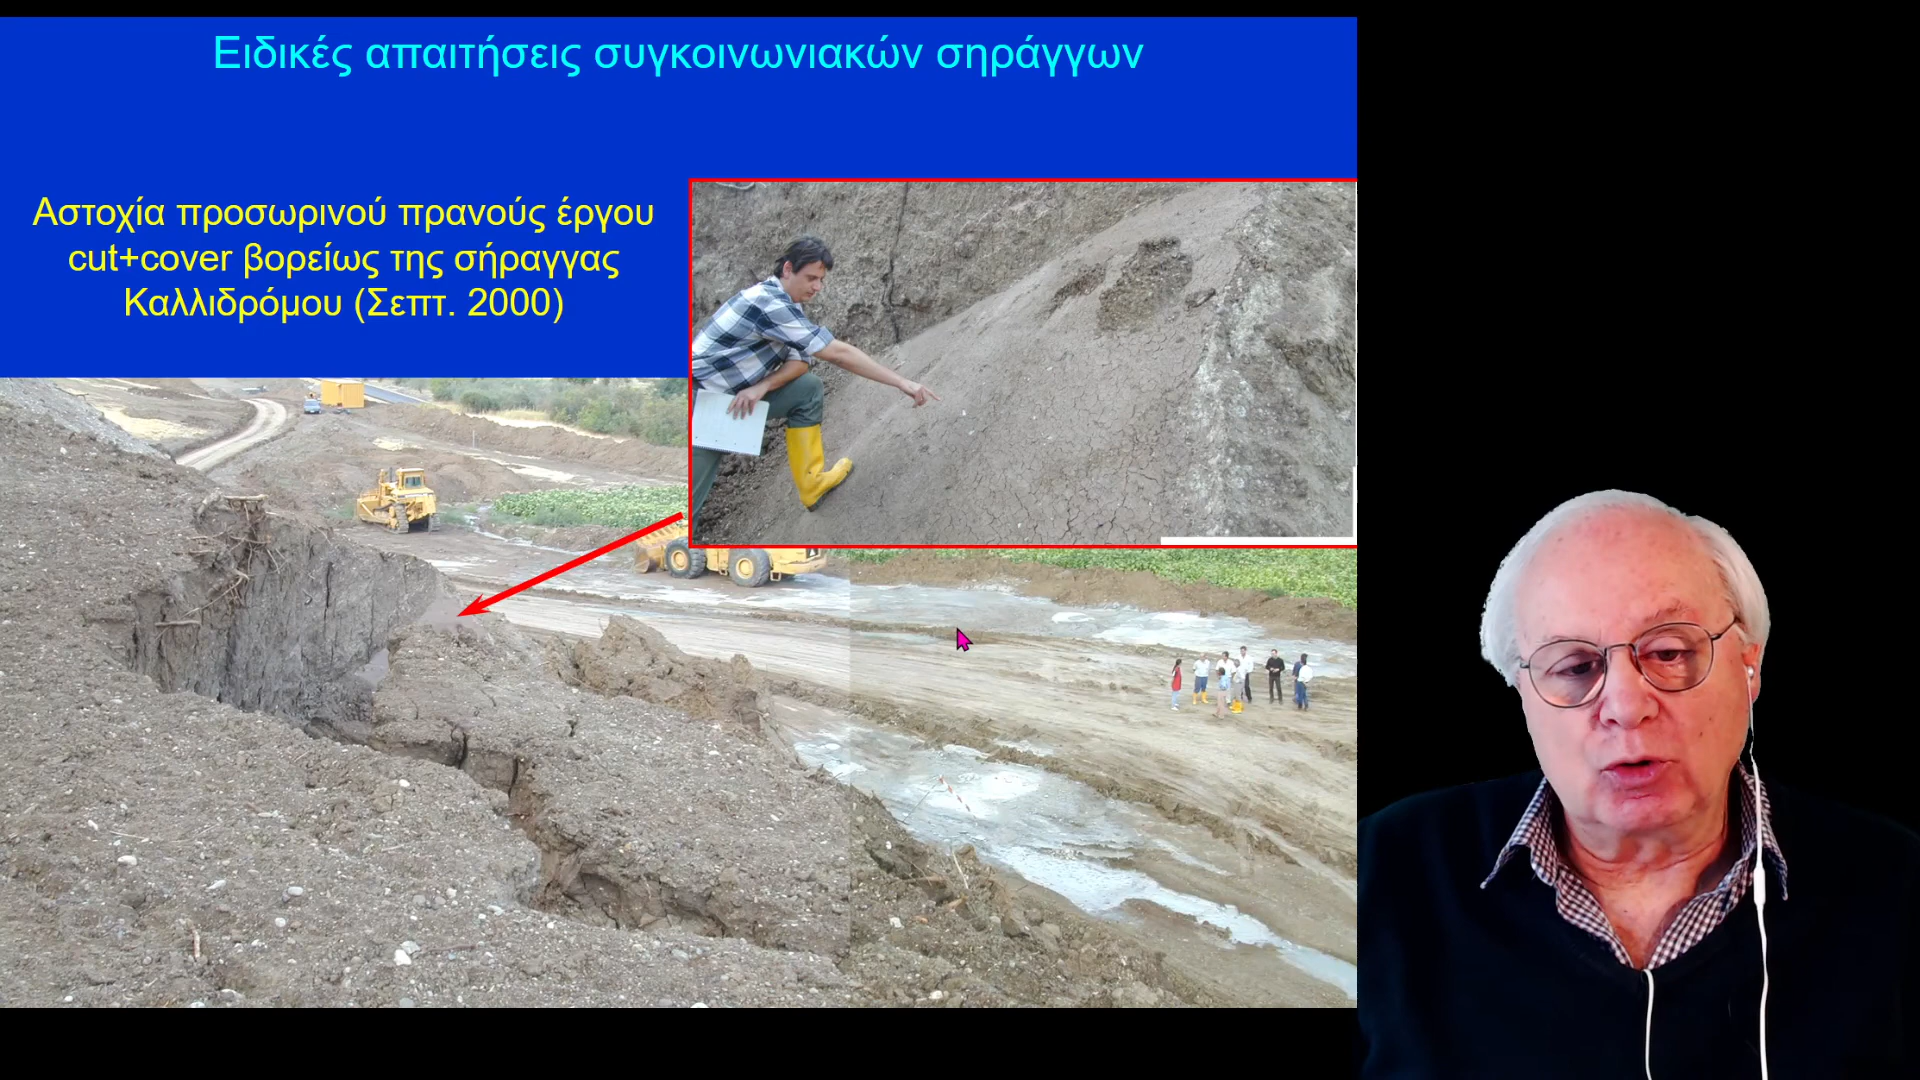 Ειδικές απαιτήσεις συγκοινωνιακών σηράγγων
Αστοχία προσωρινού πρανούς έργου
cut+cover βορείως της σήραγγας
Καλλιδρόμου (Σεπτ. 2000)